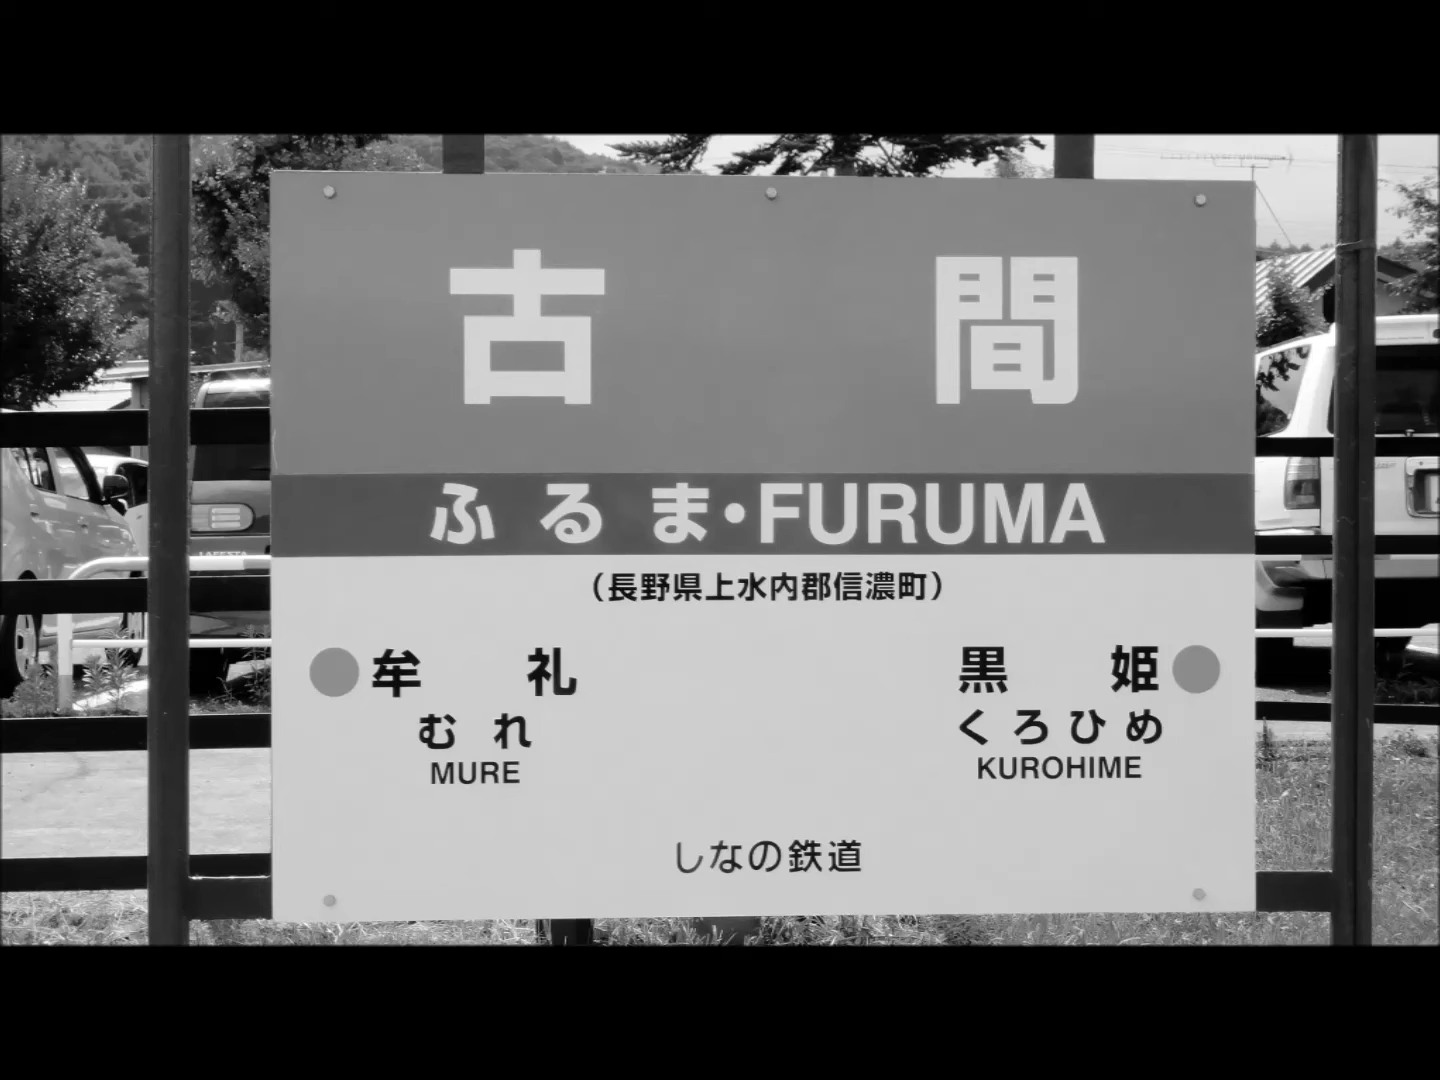 古間
ふるま・FURUMA
(長野県上水内郡信濃町)
牟礼 黒姫
むれ くろひめ
MURE KUROHIME
しなの鉄道
LAFESTA